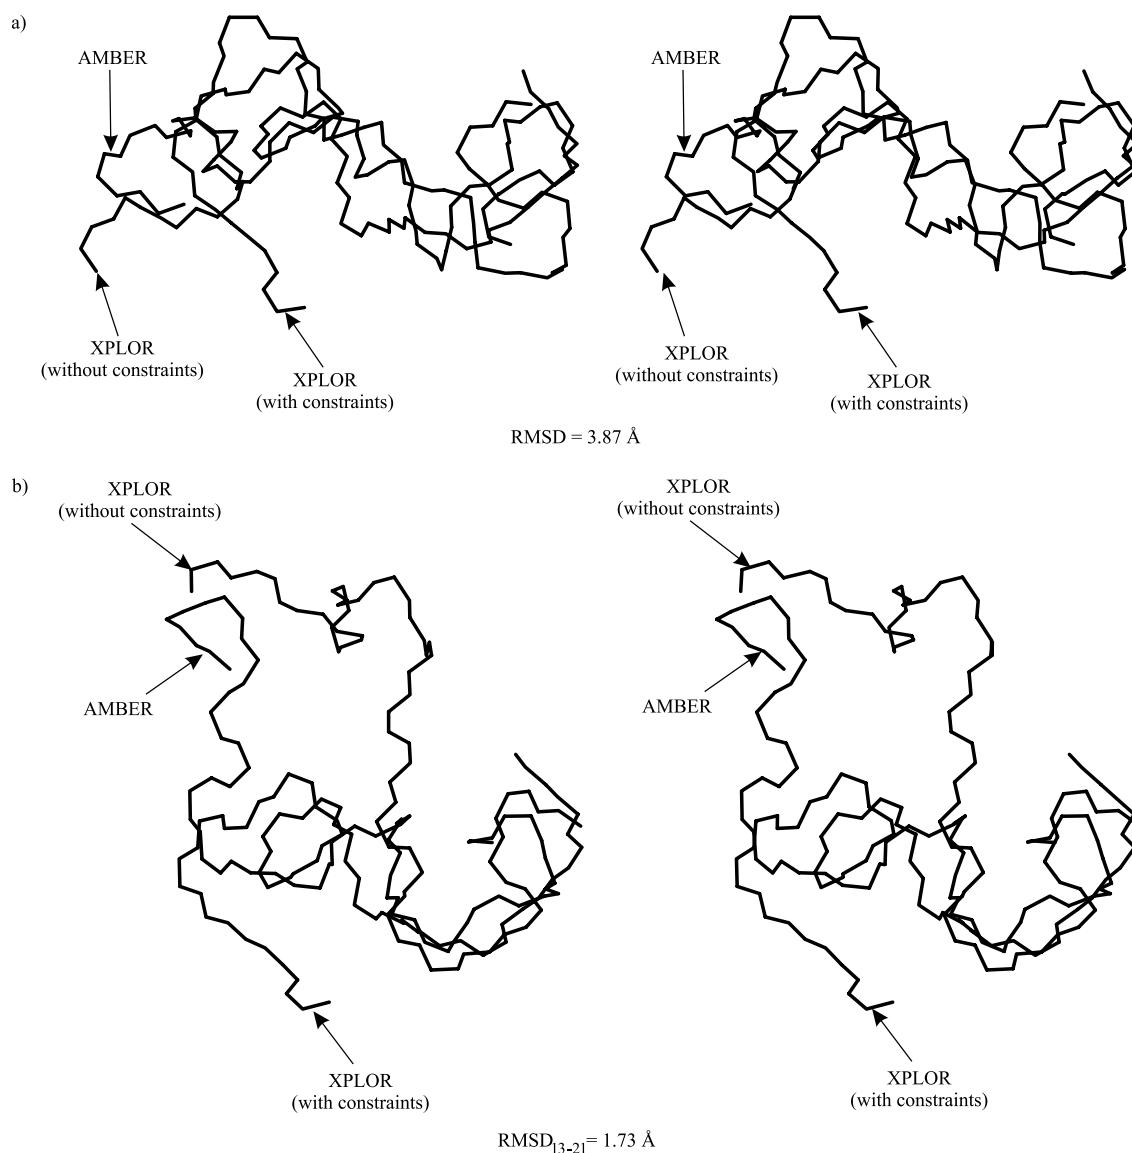 a)
AMBER
AMBER
XPLOR
(without constraints)
XPLOR
(with constraints)
XPLOR
(without constraints)
XPLOR
(with constraints)
RMSD = 3.87 Å
b)
XPLOR
(without constraints)
XPLOR
(without constraints)
AMBER
AMBER
XPLOR
(with constraints)
XPLOR
(with constraints)
RMSD13-21= 1.73 Å